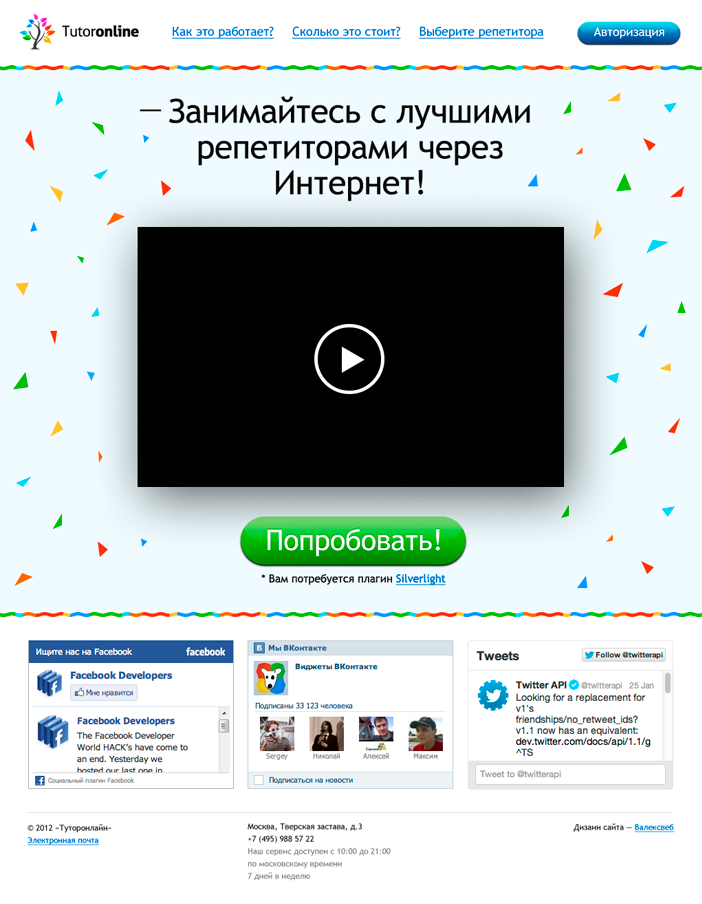 Tutoronline
Как это работает?
Сколько это стоит?
Выберите репетитора
Авторизация
— Занимайтесь с лучшими
репетиторами через
Интернет!
Попробовать!
* Вам потребуется плагин Silverlight
Ищите нас на Facebook
facebook
Facebook Developers
Мне нравится
Facebook Developers
The Facebook Developer
World HACK's have come to
an end. Yesterday we
hosted our last one in
Социальный плагин Facebook
В Мы ВКонтакте
Виджеты ВКонтакте
Подписаны 33 123 человека
Sergey
Николай
Алексей
Максим
Подписаться на новости
Tweets
Follow @twitterapi
Twitter API @twitterapi 25 Jan
Looking for a replacement for
v1's
friendships/no_retweet_ids?
v1.1 now has an equivalent:
dev.twitter.com/docs/api/1.1/g
^TS
Tweet to @twitterapi
© 2012 «Туторонлайн»
Электронная почта
Москва, Тверская застава, д.3
+7 (495) 988 57 22
Наш сервис доступен с 10:00 до 21:00
по московскому времени
7 дней в неделю
Дизайн сайта — Валексвеб